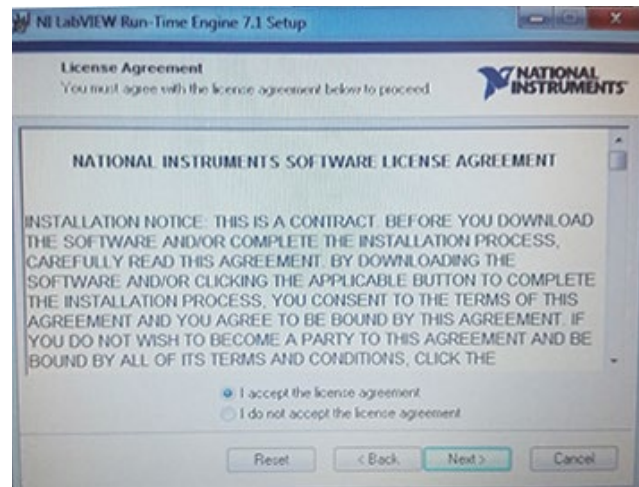 NI LabVIEW Run-Time Engine 7.1 Setup
License Agreement
You must agree with the license agreement below to proceed.
NATIONAL INSTRUMENTS
NATIONAL INSTRUMENTS SOFTWARE LICENSE AGREEMENT
INSTALLATION NOTICE: THIS IS A CONTRACT. BEFORE YOU DOWNLOAD
THE SOFTWARE AND/OR COMPLETE THE INSTALLATION PROCESS,
CAREFULLY READ THIS AGREEMENT. BY DOWNLOADING THE
SOFTWARE AND/OR CLICKING THE APPLICABLE BUTTON TO COMPLETE
THE INSTALLATION PROCESS, YOU CONSENT TO THE TERMS OF THIS
AGREEMENT AND YOU AGREE TO BE BOUND BY THIS AGREEMENT. IF
YOU DO NOT WISH TO BECOME A PARTY TO THIS AGREEMENT AND BE
BOUND BY ALL OF ITS TERMS AND CONDITIONS, CLICK THE
I accept the license agreement
I do not accept the license agreement
Reset < Back Next > Cancel